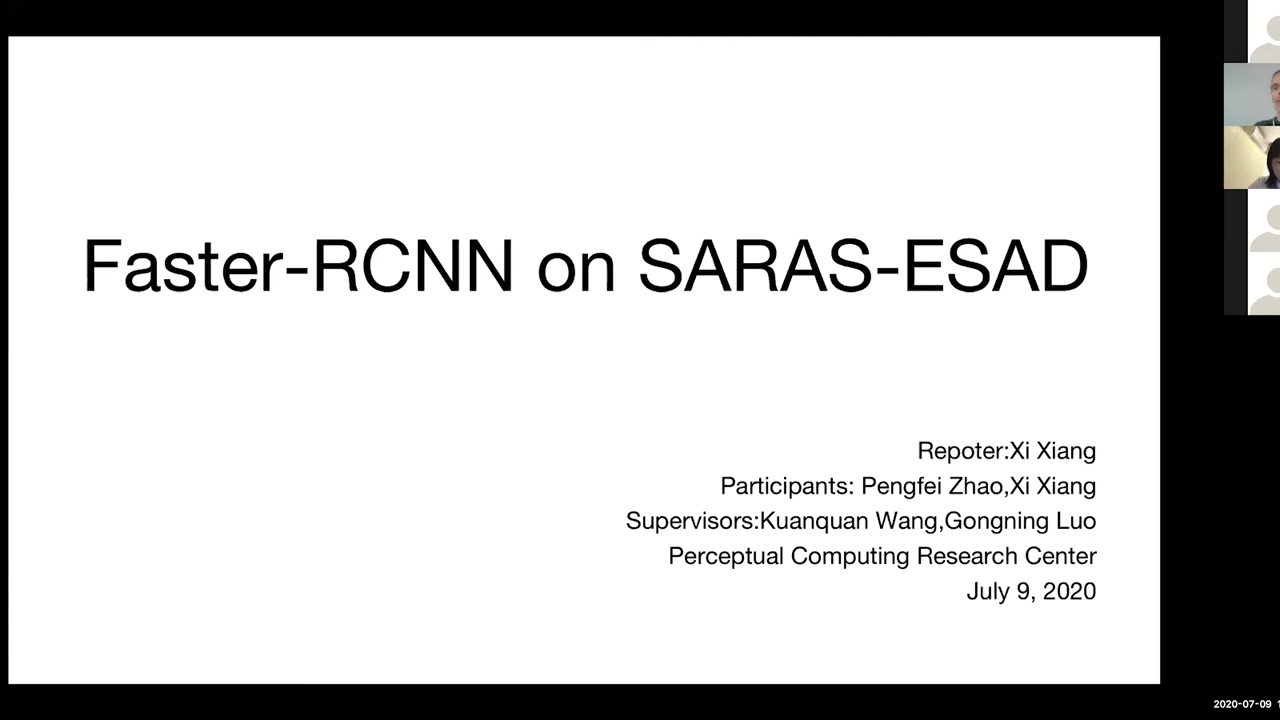 Faster-RCNN on SARAS-ESAD
Repoter:Xi Xiang
Participants: Pengfei Zhao,Xi Xiang
Supervisors:Kuanquan Wang,Gongning Luo
Perceptual Computing Research Center
July 9, 2020
2020-07-09